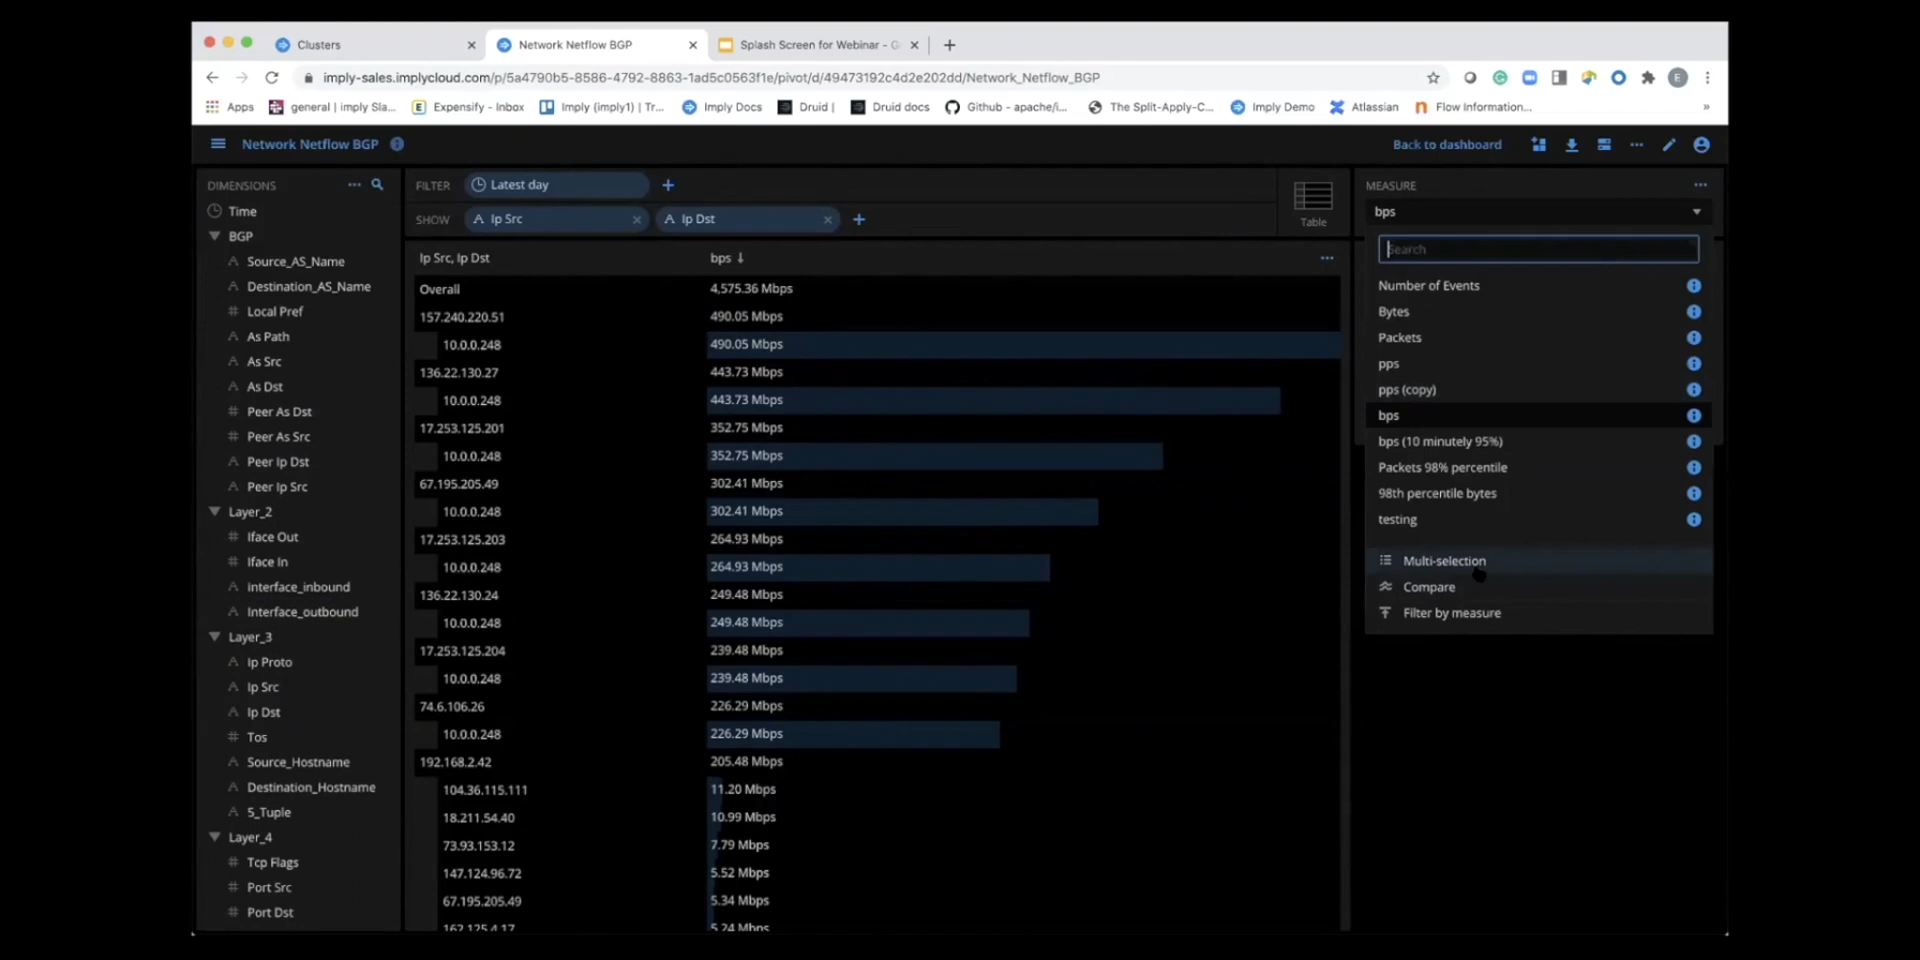 Clusters
Network Netflow BGP
Splash Screen for Webinar - G
imply-sales.implycloud.com/p/5a4790b5-8586-4792-8863-1ad5c0563f1e/pivot/d/49473192c4d2e202dd/Network_Netflow_BGP
E
Apps
general | imply Sla...
Expensify - Inbox
Imply (imply1) | Tr...
Imply Docs
Druid |
Druid docs
Github - apache/i...
The Split-Apply-C...
Imply Demo
Atlassian
Flow Information...
Network Netflow BGP
Back to dashboard
DIMENSIONS
Time
BGP
Source_AS_Name
Destination_AS_Name
Local Pref
As Path
As Src
As Dst
Peer As Dst
Peer As Src
Peer Ip Dst
Peer Ip Src
Layer_2
Iface Out
Iface In
Interface_inbound
Interface_outbound
Layer_3
Ip Proto
Ip Src
Ip Dst
Tos
Source_Hostname
Destination_Hostname
5_Tuple
Layer_4
Tcp Flags
Port Src
Port Dst
FILTER Latest day
SHOW Ip Src Ip Dst
Table
Ip Src, Ip Dst bps ↓
Overall 4,575.36 Mbps
157.240.220.51 490.05 Mbps
10.0.0.248 490.05 Mbps
136.22.130.27 443.73 Mbps
10.0.0.248 443.73 Mbps
17.253.125.201 352.75 Mbps
10.0.0.248 352.75 Mbps
67.195.205.49 302.41 Mbps
10.0.0.248 302.41 Mbps
17.253.125.203 264.93 Mbps
10.0.0.248 264.93 Mbps
136.22.130.24 249.48 Mbps
10.0.0.248 249.48 Mbps
17.253.125.204 239.48 Mbps
10.0.0.248 239.48 Mbps
74.6.106.26 226.29 Mbps
10.0.0.248 226.29 Mbps
192.168.2.42 205.48 Mbps
104.36.115.111 11.20 Mbps
18.211.54.40 10.99 Mbps
73.93.153.12 7.79 Mbps
147.124.96.72 5.52 Mbps
67.195.205.49 5.34 Mbps
162.125.4.17 5.24 Mbps
MEASURE
bps
Search
Number of Events
Bytes
Packets
pps
pps (copy)
bps
bps (10 minutely 95%)
Packets 98% percentile
98th percentile bytes
testing
Multi-selection
Compare
Filter by measure